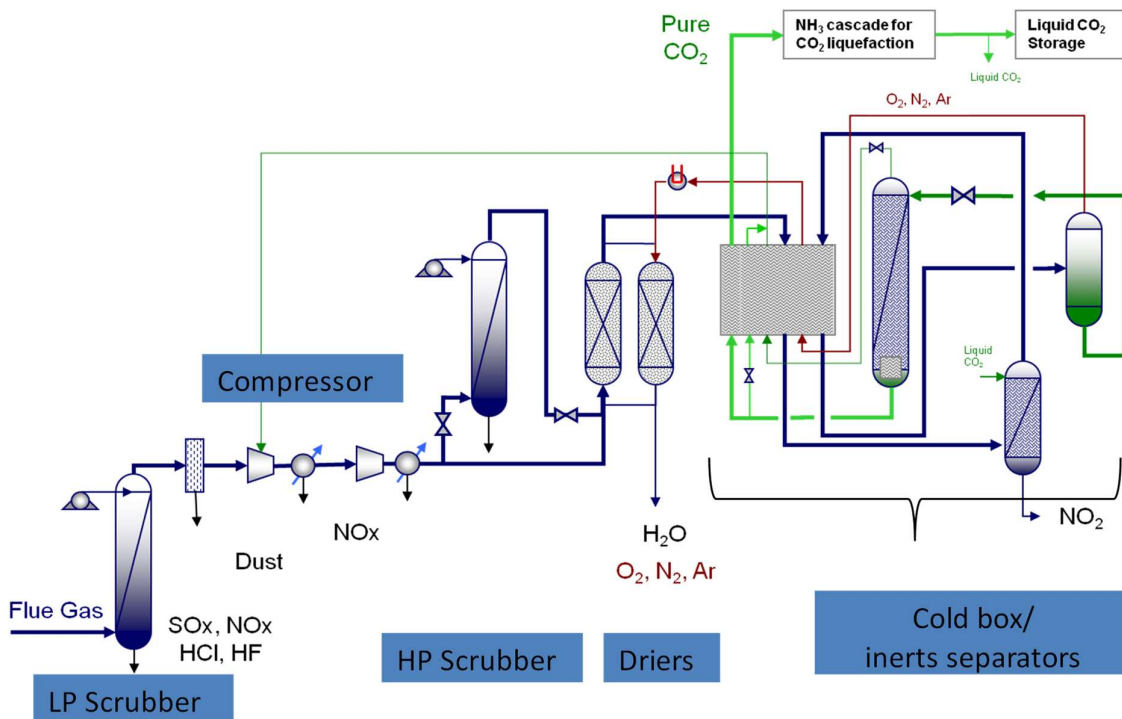 Pure
CO₂
NH₃ cascade for
CO₂ liquefaction
Liquid CO₂
Storage
Liquid CO₂
O₂, N₂, Ar
Compressor
Liquid
CO₂
NOx
Dust
H₂O
O₂, N₂, Ar
NO₂
Flue Gas
SOx, NOx
HCl, HF
LP Scrubber
HP Scrubber
Driers
Cold box/
inerts separators